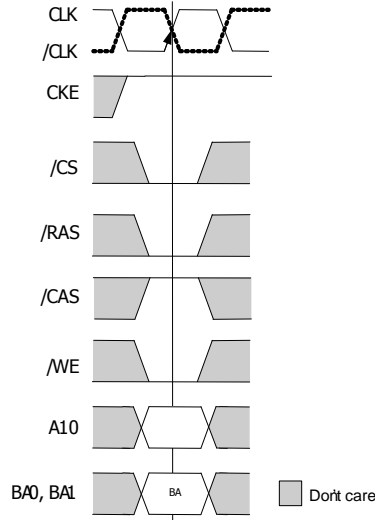 CLK
/CLK
CKE
/CS
/RAS
/CAS
/WE
A10
BA0, BA1
BA
Don't care